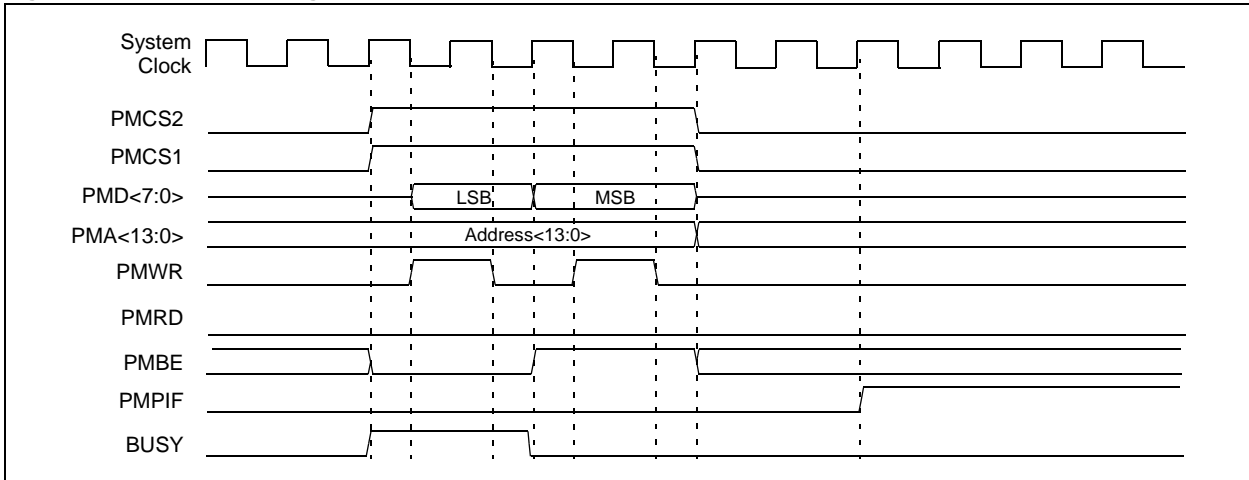 System
Clock
PMCS2
PMCS1
PMD<7:0>
LSB
MSB
PMA<13:0>
Address<13:0>
PMWR
PMRD
PMBE
PMPIF
BUSY